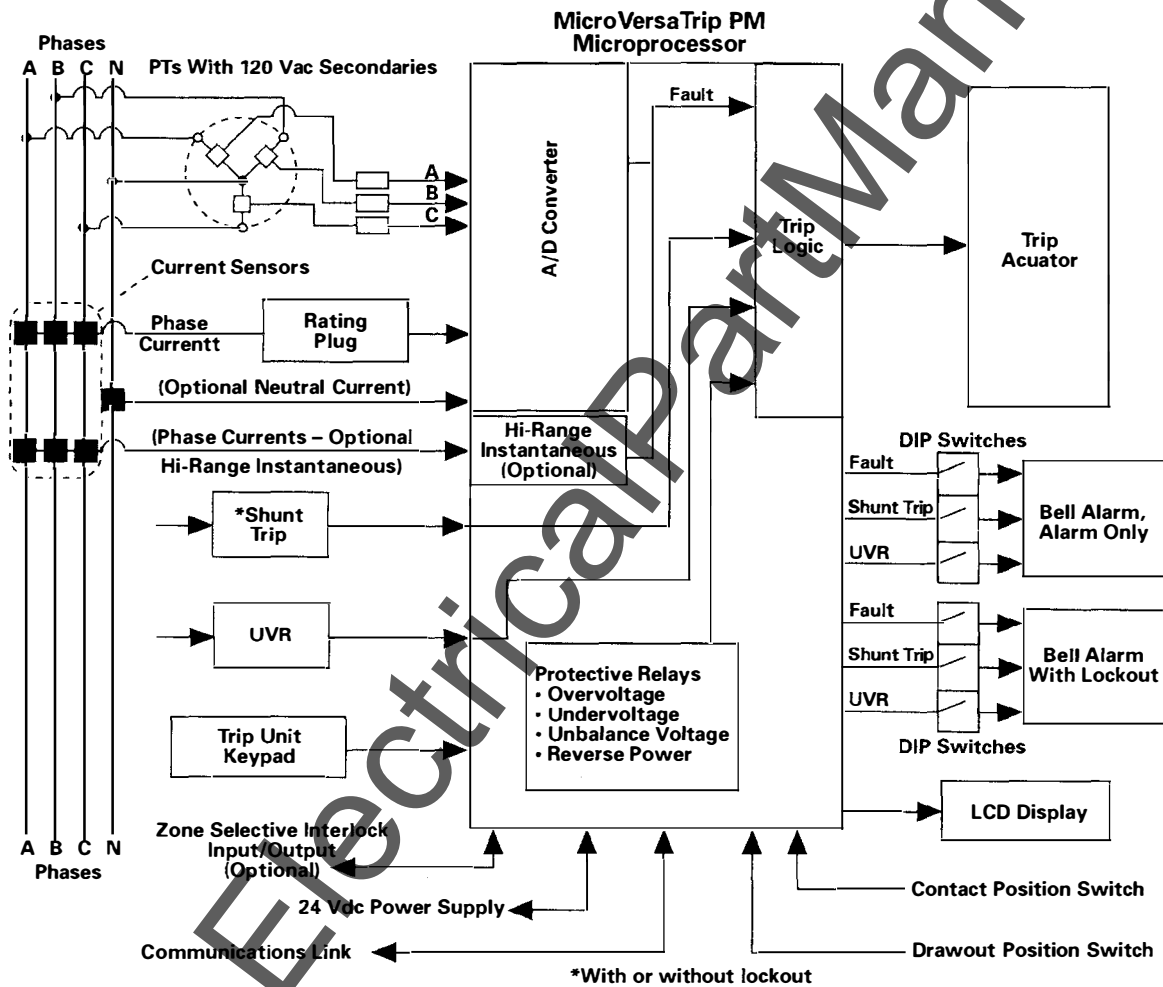 MicroVersaTrip PM
Microprocessor
Phases
A B C N
PTs With 120 Vac Secondaries
A
B
C
A/D Converter
Fault
Trip
Logic
Trip
Acuator
Current Sensors
Phase
Currentt
Rating
Plug
(Optional Neutral Current)
(Phase Currents – Optional
Hi-Range Instantaneous)
Hi-Range
Instantaneous
(Optional)
*Shunt
Trip
UVR
Trip Unit
Keypad
Protective Relays
· Overvoltage
· Undervoltage
· Unbalance Voltage
· Reverse Power
DIP Switches
Fault
Shunt Trip
UVR
Bell Alarm,
Alarm Only
Fault
Shunt Trip
UVR
Bell Alarm
With Lockout
DIP Switches
LCD Display
A B C N
Phases
Zone Selective Interlock
Input/Output
(Optional)
24 Vdc Power Supply
Communications Link
Contact Position Switch
Drawout Position Switch
*With or without lockout
ElectricalPartMan